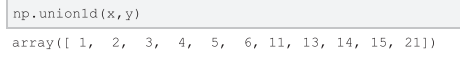 np.union1d(x,y)
array([ 1, 2, 3, 4, 5, 6, 11, 13, 14, 15, 21])